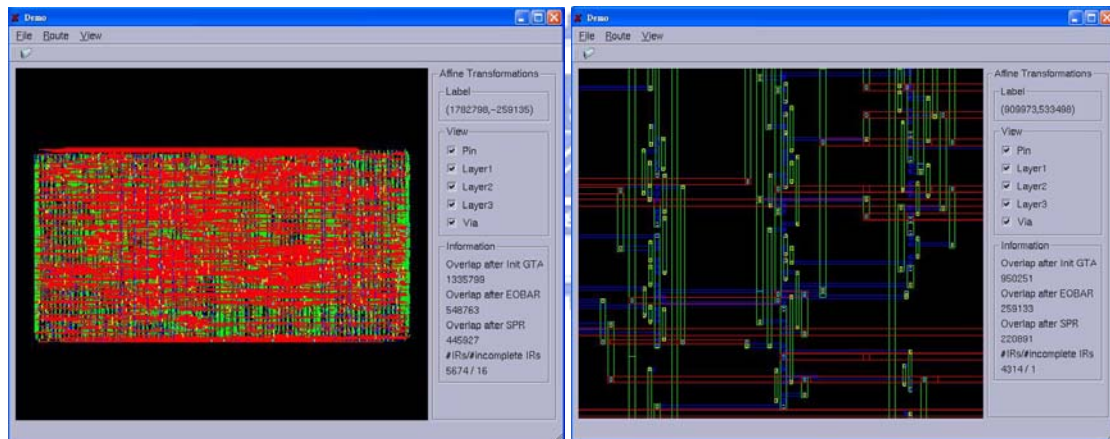 Demo
File Route View
Affine Transformations
Label
(1782798,-259135)
View
Pin
Layer1
Layer2
Layer3
Via
Information
Overlap after Init GTA
1335799
Overlap after EOBAR
548763
Overlap after SPR
445927
#IRs/#incomplete IRs
5674 / 16
Demo
File Route View
Affine Transformations
Label
(909973,533498)
View
Pin
Layer1
Layer2
Layer3
Via
Information
Overlap after Init GTA
950251
Overlap after EOBAR
259133
Overlap after SPR
220891
#IRs/#incomplete IRs
4314 / 1